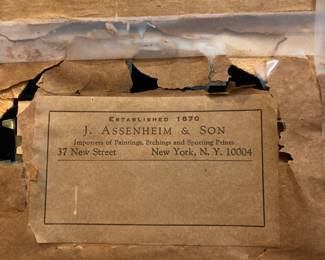 ESTABLISHED 1870
J. ASSENHEIM & SON
Importers of Paintings, Etchings and Sporting Prints
37 New Street New York, N. Y. 10004